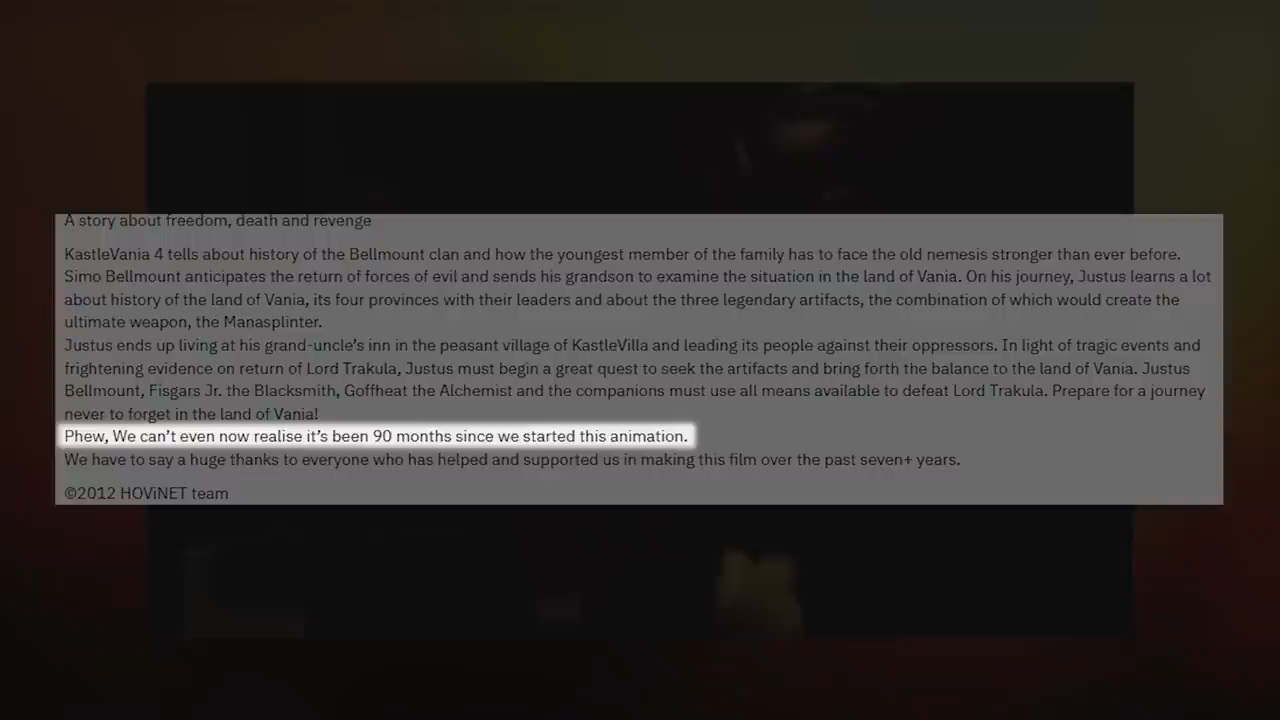 A story about freedom, death and revenge
KastleVania 4 tells about history of the Bellmount clan and how the youngest member of the family has to face the old nemesis stronger than ever before.
Simo Bellmount anticipates the return of forces of evil and sends his grandson to examine the situation in the land of Vania. On his journey, Justus learns a lot
about history of the land of Vania, its four provinces with their leaders and about the three legendary artifacts, the combination of which would create the
ultimate weapon, the Manasplinter.
Justus ends up living at his grand-uncle’s inn in the peasant village of KastleVilla and leading its people against their oppressors. In light of tragic events and
frightening evidence on return of Lord Trakula, Justus must begin a great quest to seek the artifacts and bring forth the balance to the land of Vania. Justus
Bellmount, Fisgars Jr. the Blacksmith, Goffheat the Alchemist and the companions must use all means available to defeat Lord Trakula. Prepare for a journey
never to forget in the land of Vania!
Phew, We can’t even now realise it’s been 90 months since we started this animation.
We have to say a huge thanks to everyone who has helped and supported us in making this film over the past seven+ years.
©2012 HOViNET team